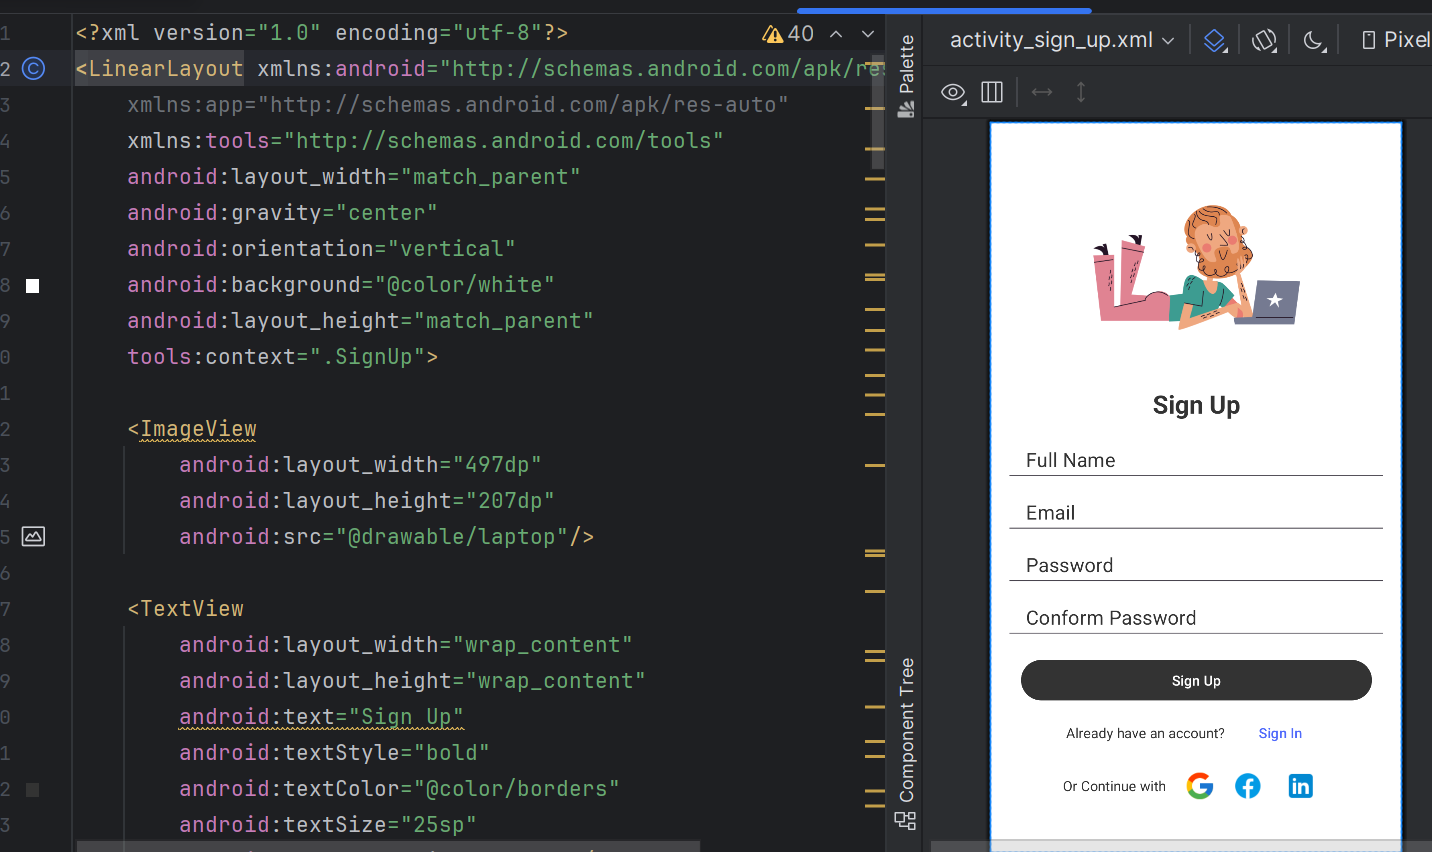 1 <?xml version="1.0" encoding="utf-8"?>
40
2 <LinearLayout xmlns:android="http://schemas.android.com/apk/res
3 xmlns:app="http://schemas.android.com/apk/res-auto"
4 xmlns:tools="http://schemas.android.com/tools"
5 android:layout_width="match_parent"
6 android:gravity="center"
7 android:orientation="vertical"
8 android:background="@color/white"
9 android:layout_height="match_parent"
0 tools:context=".SignUp">
1
2 <ImageView
3 android:layout_width="497dp"
4 android:layout_height="207dp"
5 android:src="@drawable/laptop"/>
6
7 <TextView
8 android:layout_width="wrap_content"
9 android:layout_height="wrap_content"
0 android:text="Sign Up"
1 android:textStyle="bold"
2 android:textColor="@color/borders"
3 android:textSize="25sp"
Palette
Component Tree
activity_sign_up.xml
Pixel
Sign Up
Full Name
Email
Password
Conform Password
Sign Up
Already have an account? Sign In
Or Continue with